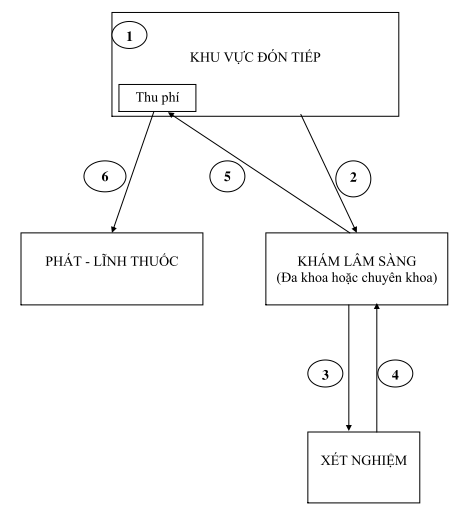 1
KHU VỰC ĐÓN TIẾP
Thu phí
6
5
2
PHÁT - LĨNH THUỐC
KHÁM LÂM SÀNG
(Đa khoa hoặc chuyên khoa)
3
4
XÉT NGHIỆM